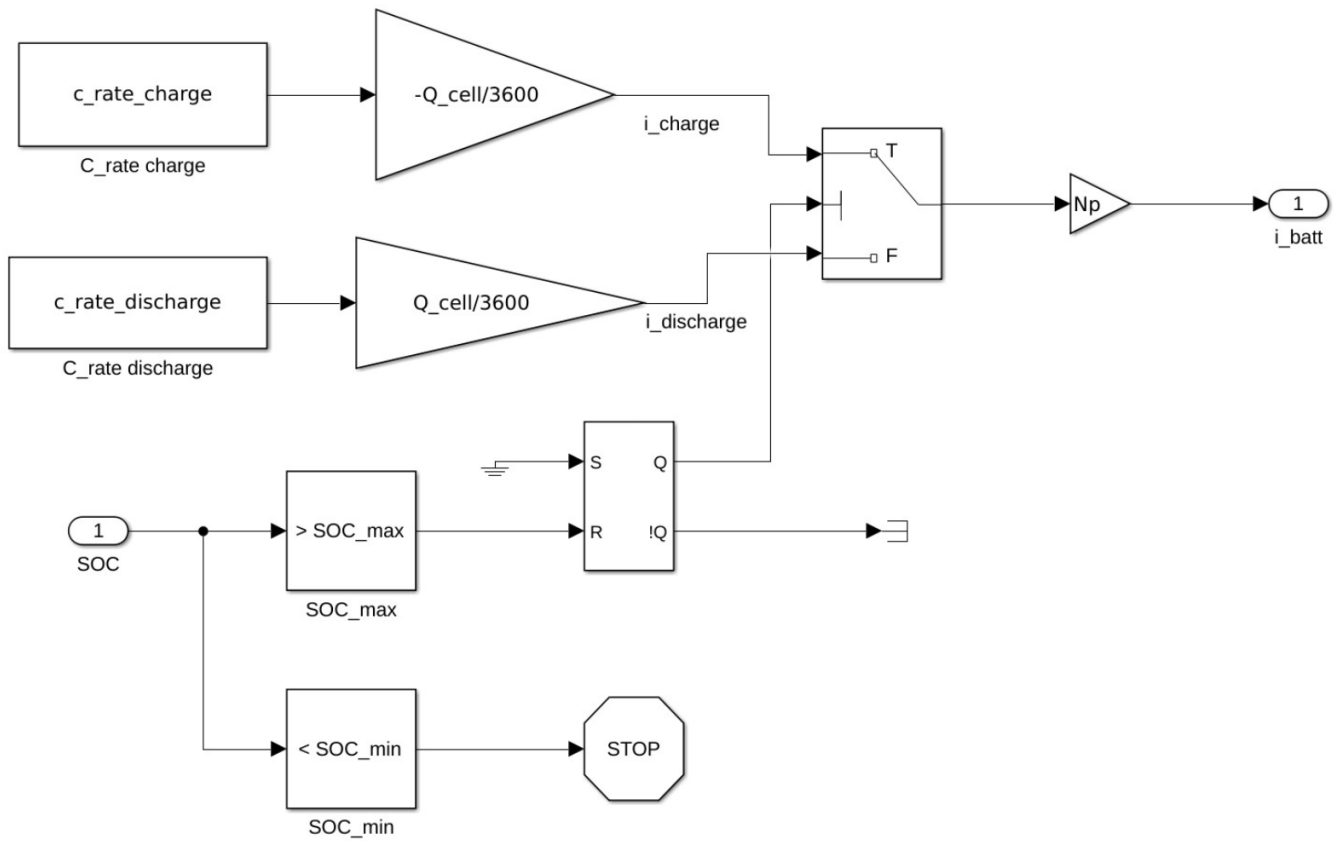 c_rate_charge
C_rate charge
-Q_cell/3600
i_charge
T
F
Np
1
i_batt
c_rate_discharge
C_rate discharge
Q_cell/3600
i_discharge
S
Q
R
!Q
1
SOC
> SOC_max
SOC_max
< SOC_min
SOC_min
STOP